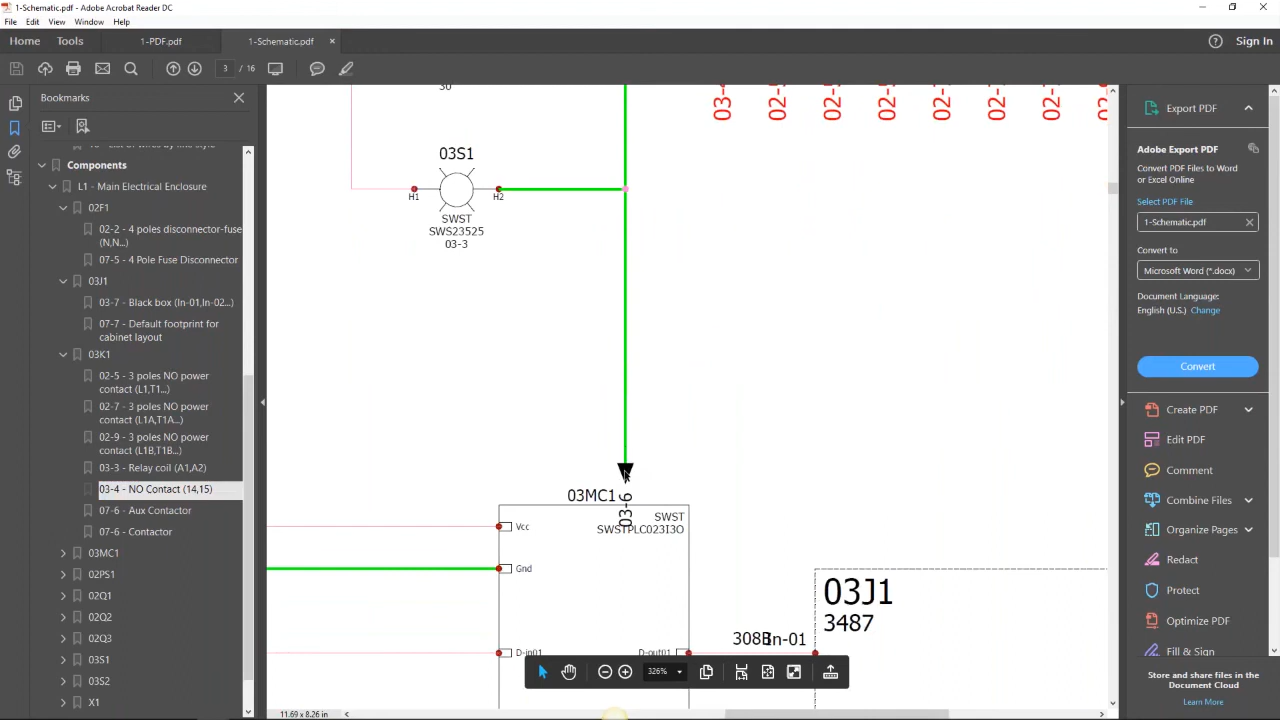 1-Schematic.pdf - Adobe Acrobat Reader DC
File Edit View Window Help
Home Tools 1-PDF.pdf 1-Schematic.pdf × ? Sign In
3 / 16
Bookmarks
Components
L1 - Main Electrical Enclosure
02F1
02-2 - 4 poles disconnector-fuse
(N,N...)
07-5 - 4 Pole Fuse Disconnector
03J1
03-7 - Black box (In-01,In-02...)
07-7 - Default footprint for
cabinet layout
03K1
02-5 - 3 poles NO power
contact (L1,T1...)
02-7 - 3 poles NO power
contact (L1A,T1A...)
02-9 - 3 poles NO power
contact (L1B,T1B...)
03-3 - Relay coil (A1,A2)
03-4 - NO Contact (14,15)
07-6 - Aux Contactor
07-6 - Contactor
03MC1
02PS1
02Q1
02Q2
02Q3
03S1
03S2
X1
30
03S1
H1
H2
SWST
SWS23525
03-3
03MC1
03-6
SWST
SWSTPLC023I3O
Vcc
Gnd
D-in01
D-out01
308B
In-01
03J1
3487
326%
11.69 x 8.26 in
Export PDF
Adobe Export PDF
Convert PDF Files to Word
or Excel Online
Select PDF File
1-Schematic.pdf
Convert to
Microsoft Word (*.docx)
Document Language:
English (U.S.) Change
Convert
Create PDF
Edit PDF
Comment
Combine Files
Organize Pages
Redact
Protect
Optimize PDF
Fill & Sign
Store and share files in the
Document Cloud
Learn More